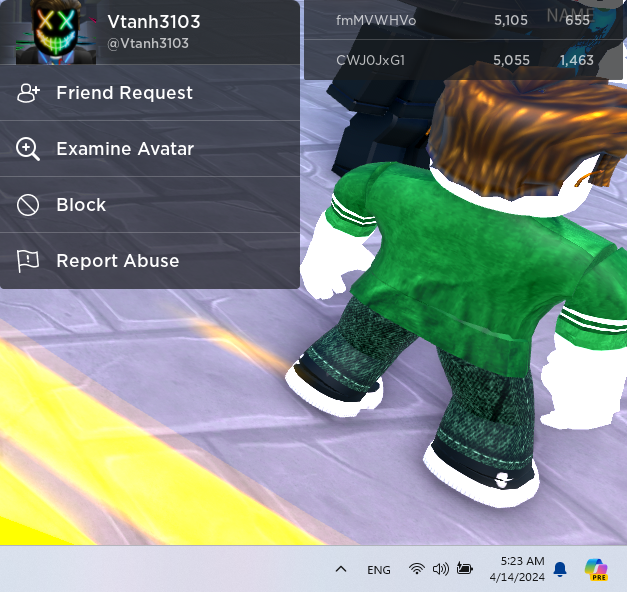 Vtanh3103
@Vtanh3103
Friend Request
Examine Avatar
Block
Report Abuse
NAME
fmMVWHVo 5,105 655
CWJ0JxG1 5,055 1,463
ENG
5:23 AM
4/14/2024
PRE